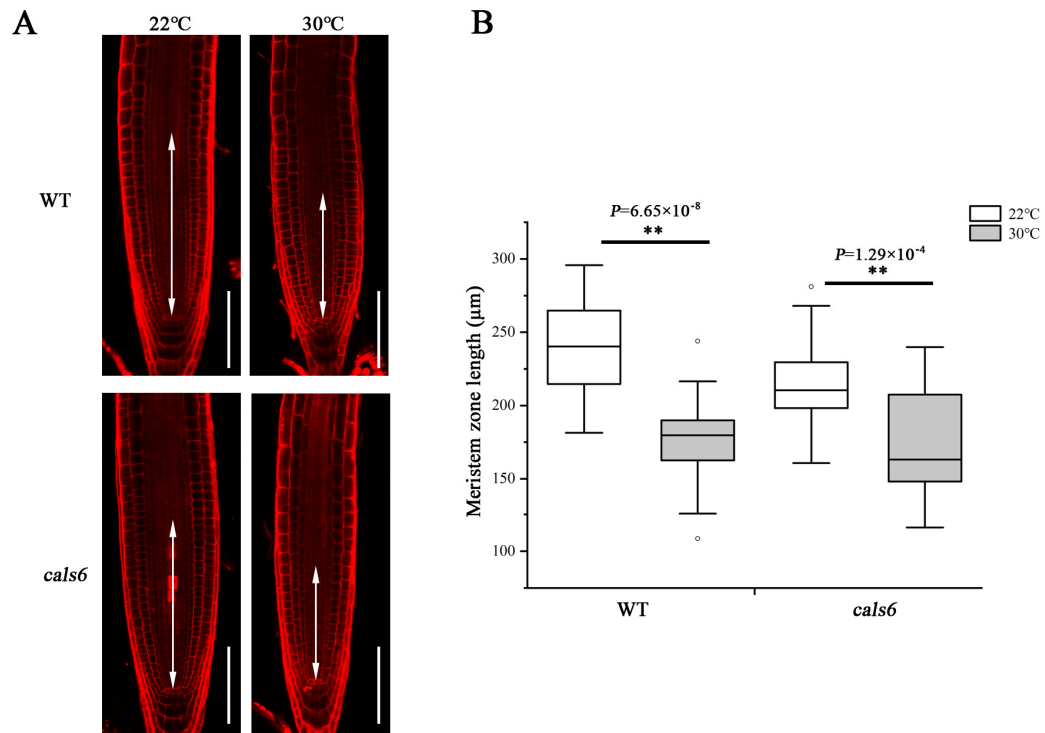 A
22℃
30℃
WT
cals6
B
22℃
30℃
P=6.65×10⁻⁸
**
P=1.29×10⁻⁴
**
Meristem zone length (μm)
300
250
200
150
100
WT
cals6